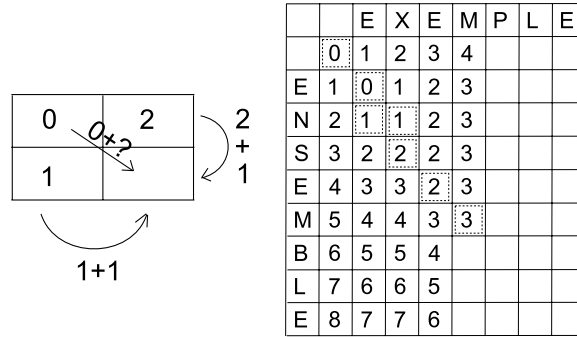 0 2
0+?
1
2
+
1
1+1
E X E M P L E
0 1 2 3 4
E 1 0 1 2 3
N 2 1 1 2 3
S 3 2 2 2 3
E 4 3 3 2 3
M 5 4 4 3 3
B 6 5 5 4
L 7 6 6 5
E 8 7 7 6